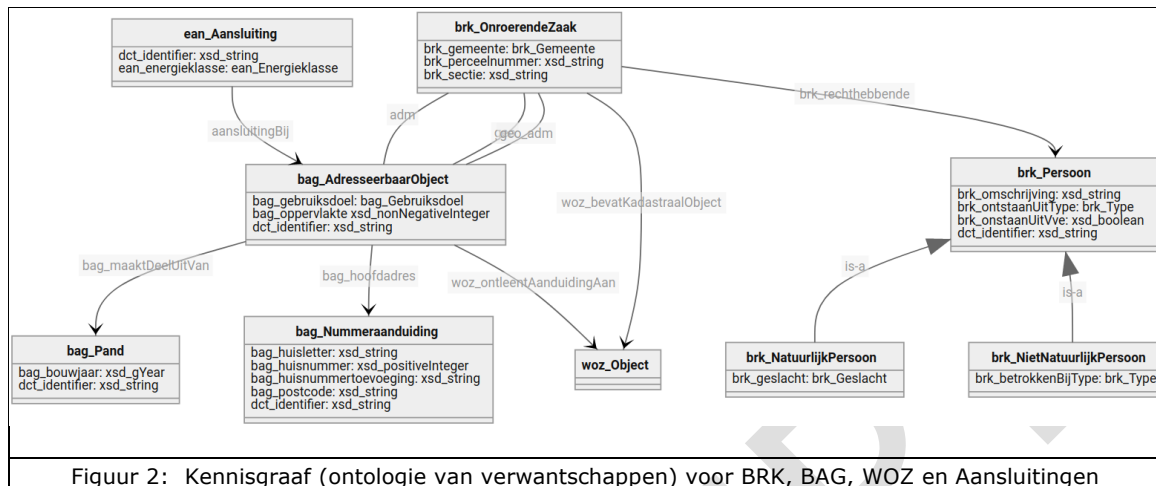 ean_Aansluiting
dct_identifier: xsd_string
ean_energieklasse: ean_Energieklasse
brk_OnroerendeZaak
brk_gemeente: brk_Gemeente
brk_perceelnummer: xsd_string
brk_sectie: xsd_string
aansluitingBij
adm
geo_adm
brk_rechthebbende
bag_AdresseerbaarObject
bag_gebruiksdoel: bag_Gebruiksdoel
bag_oppervlakte xsd_nonNegativeInteger
dct_identifier: xsd_string
woz_bevatKadastraalObject
brk_Persoon
brk_omschrijving: xsd_string
brk_ontstaanUitType: brk_Type
brk_onstaanUitVve: xsd_boolean
dct_identifier: xsd_string
bag_maaktDeelUitVan
bag_hoofdadres
woz_ontleentAanduidingAan
is-a
is-a
bag_Pand
bag_bouwjaar: xsd_gYear
dct_identifier: xsd_string
bag_Nummeraanduiding
bag_huisletter: xsd_string
bag_huisnummer: xsd_positiveInteger
bag_huisnummertoevoeging: xsd_string
bag_postcode: xsd_string
dct_identifier: xsd_string
woz_Object
brk_NatuurlijkPersoon
brk_geslacht: brk_Geslacht
brk_NietNatuurlijkPersoon
brk_betrokkenBijType: brk_Type
Figuur 2: Kennisgraaf (ontologie van verwantschappen) voor BRK, BAG, WOZ en Aansluitingen